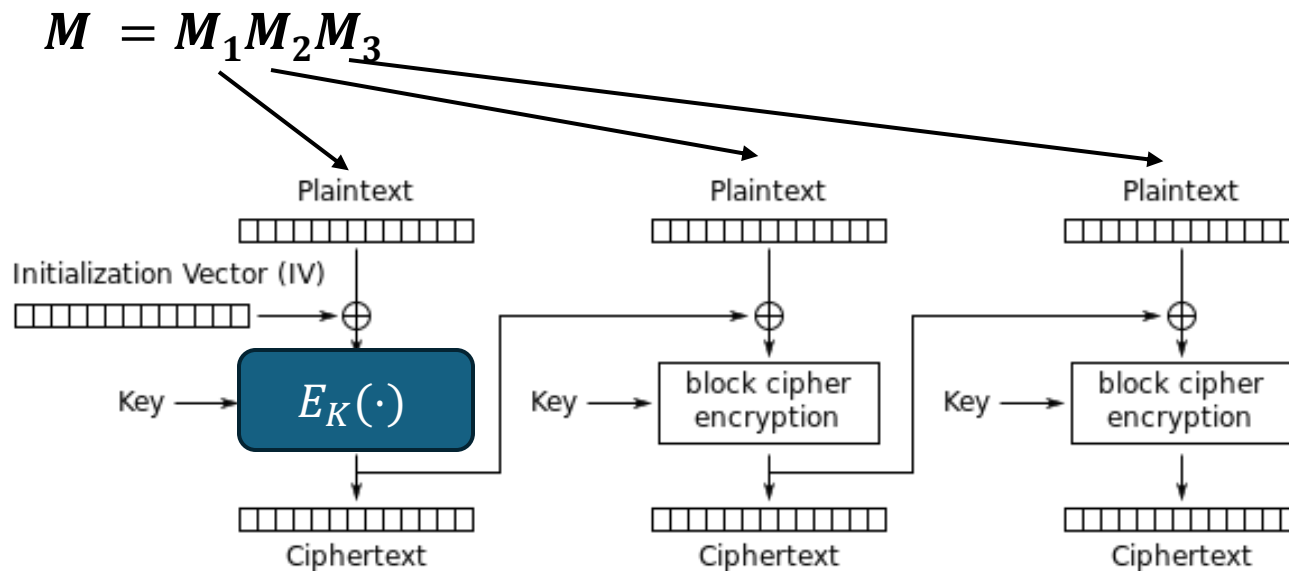 M = M₁M₂M₃
Plaintext Plaintext Plaintext
Initialization Vector (IV)
Key E_K(·) Key block cipher encryption Key block cipher encryption
Ciphertext Ciphertext Ciphertext